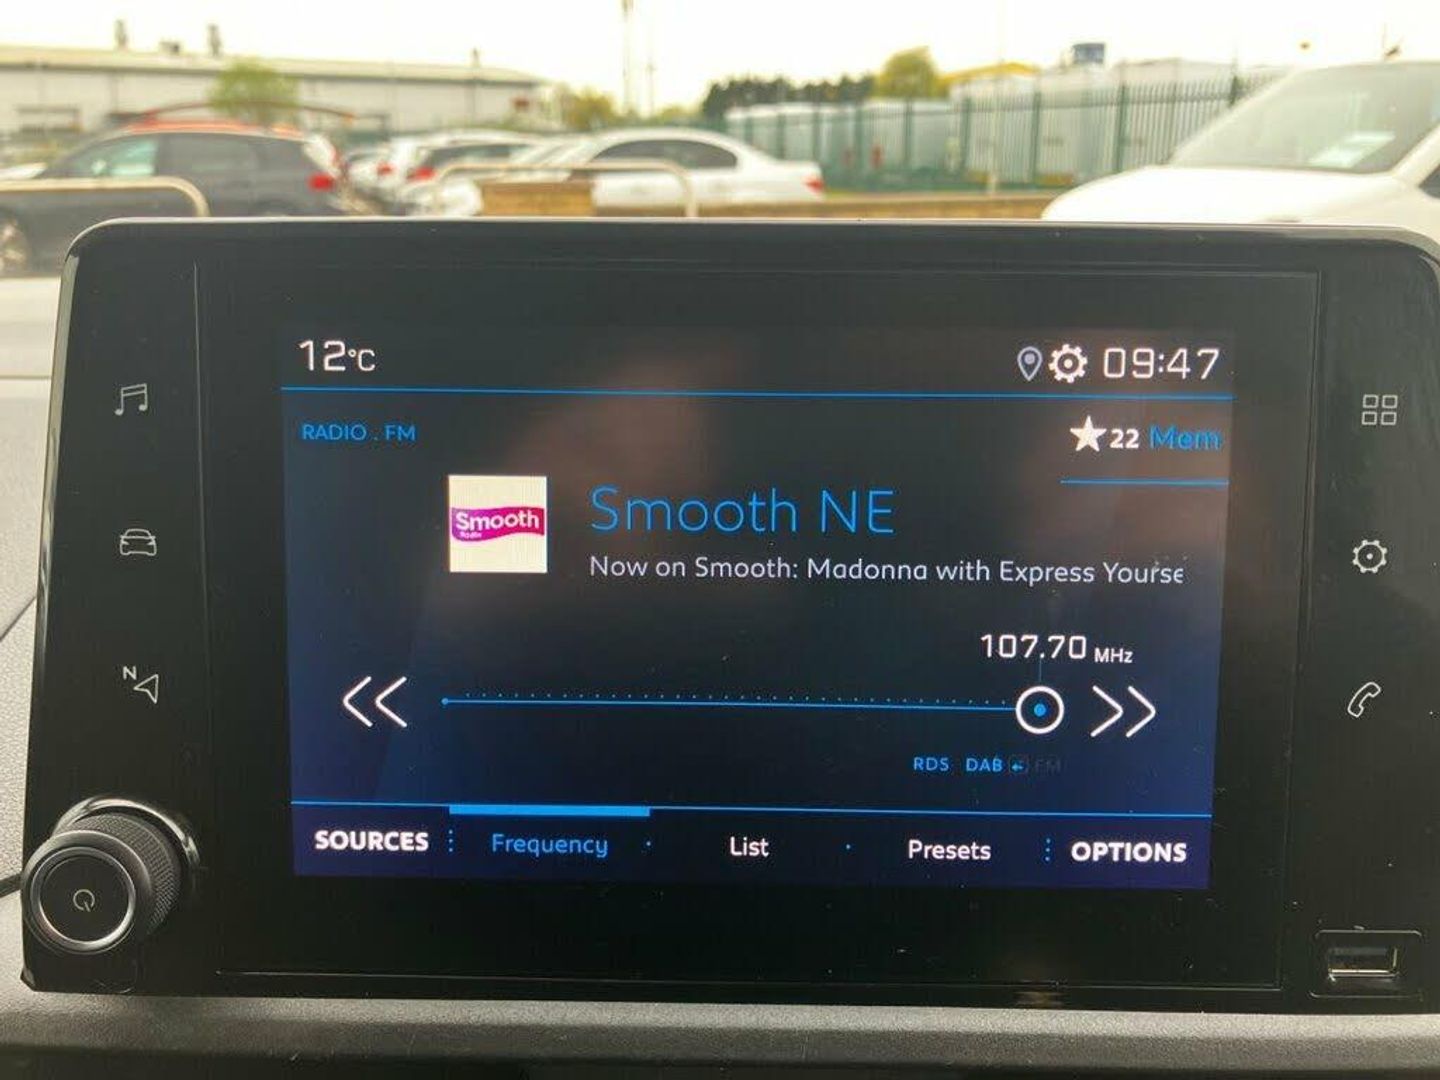 12°C
09:47
RADIO . FM
22 Mem
Smooth
Radio
Smooth NE
Now on Smooth: Madonna with Express Yourse
107.70 MHz
RDS DAB FM
SOURCES Frequency List Presets OPTIONS
N